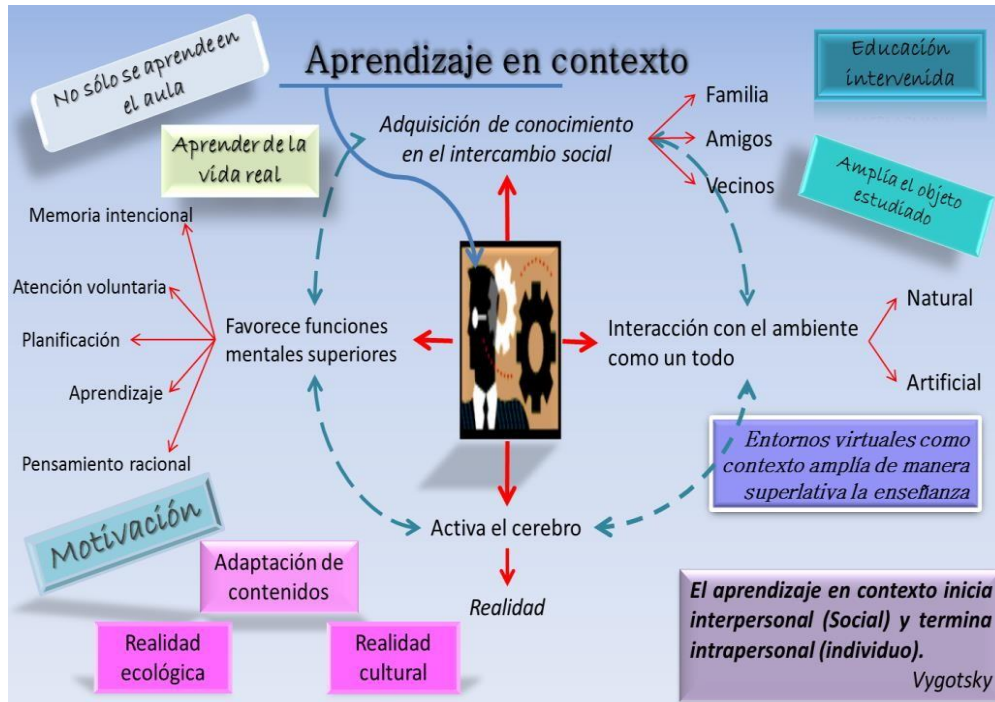 Aprendizaje en contexto
No sólo se aprende en
el aula
Educación
intervenida
Adquisición de conocimiento
en el intercambio social
Familia
Amigos
Vecinos
Aprender de la
vida real
Amplía el objeto
estudiado
Memoria intencional
Atención voluntaria
Planificación
Aprendizaje
Pensamiento racional
Favorece funciones
mentales superiores
Interacción con el ambiente
como un todo
Natural
Artificial
Entornos virtuales como
contexto amplía de manera
superlativa la enseñanza
Motivación
Activa el cerebro
Realidad
Adaptación de
contenidos
Realidad
ecológica
Realidad
cultural
El aprendizaje en contexto inicia
interpersonal (Social) y termina
intrapersonal (individuo).
Vygotsky